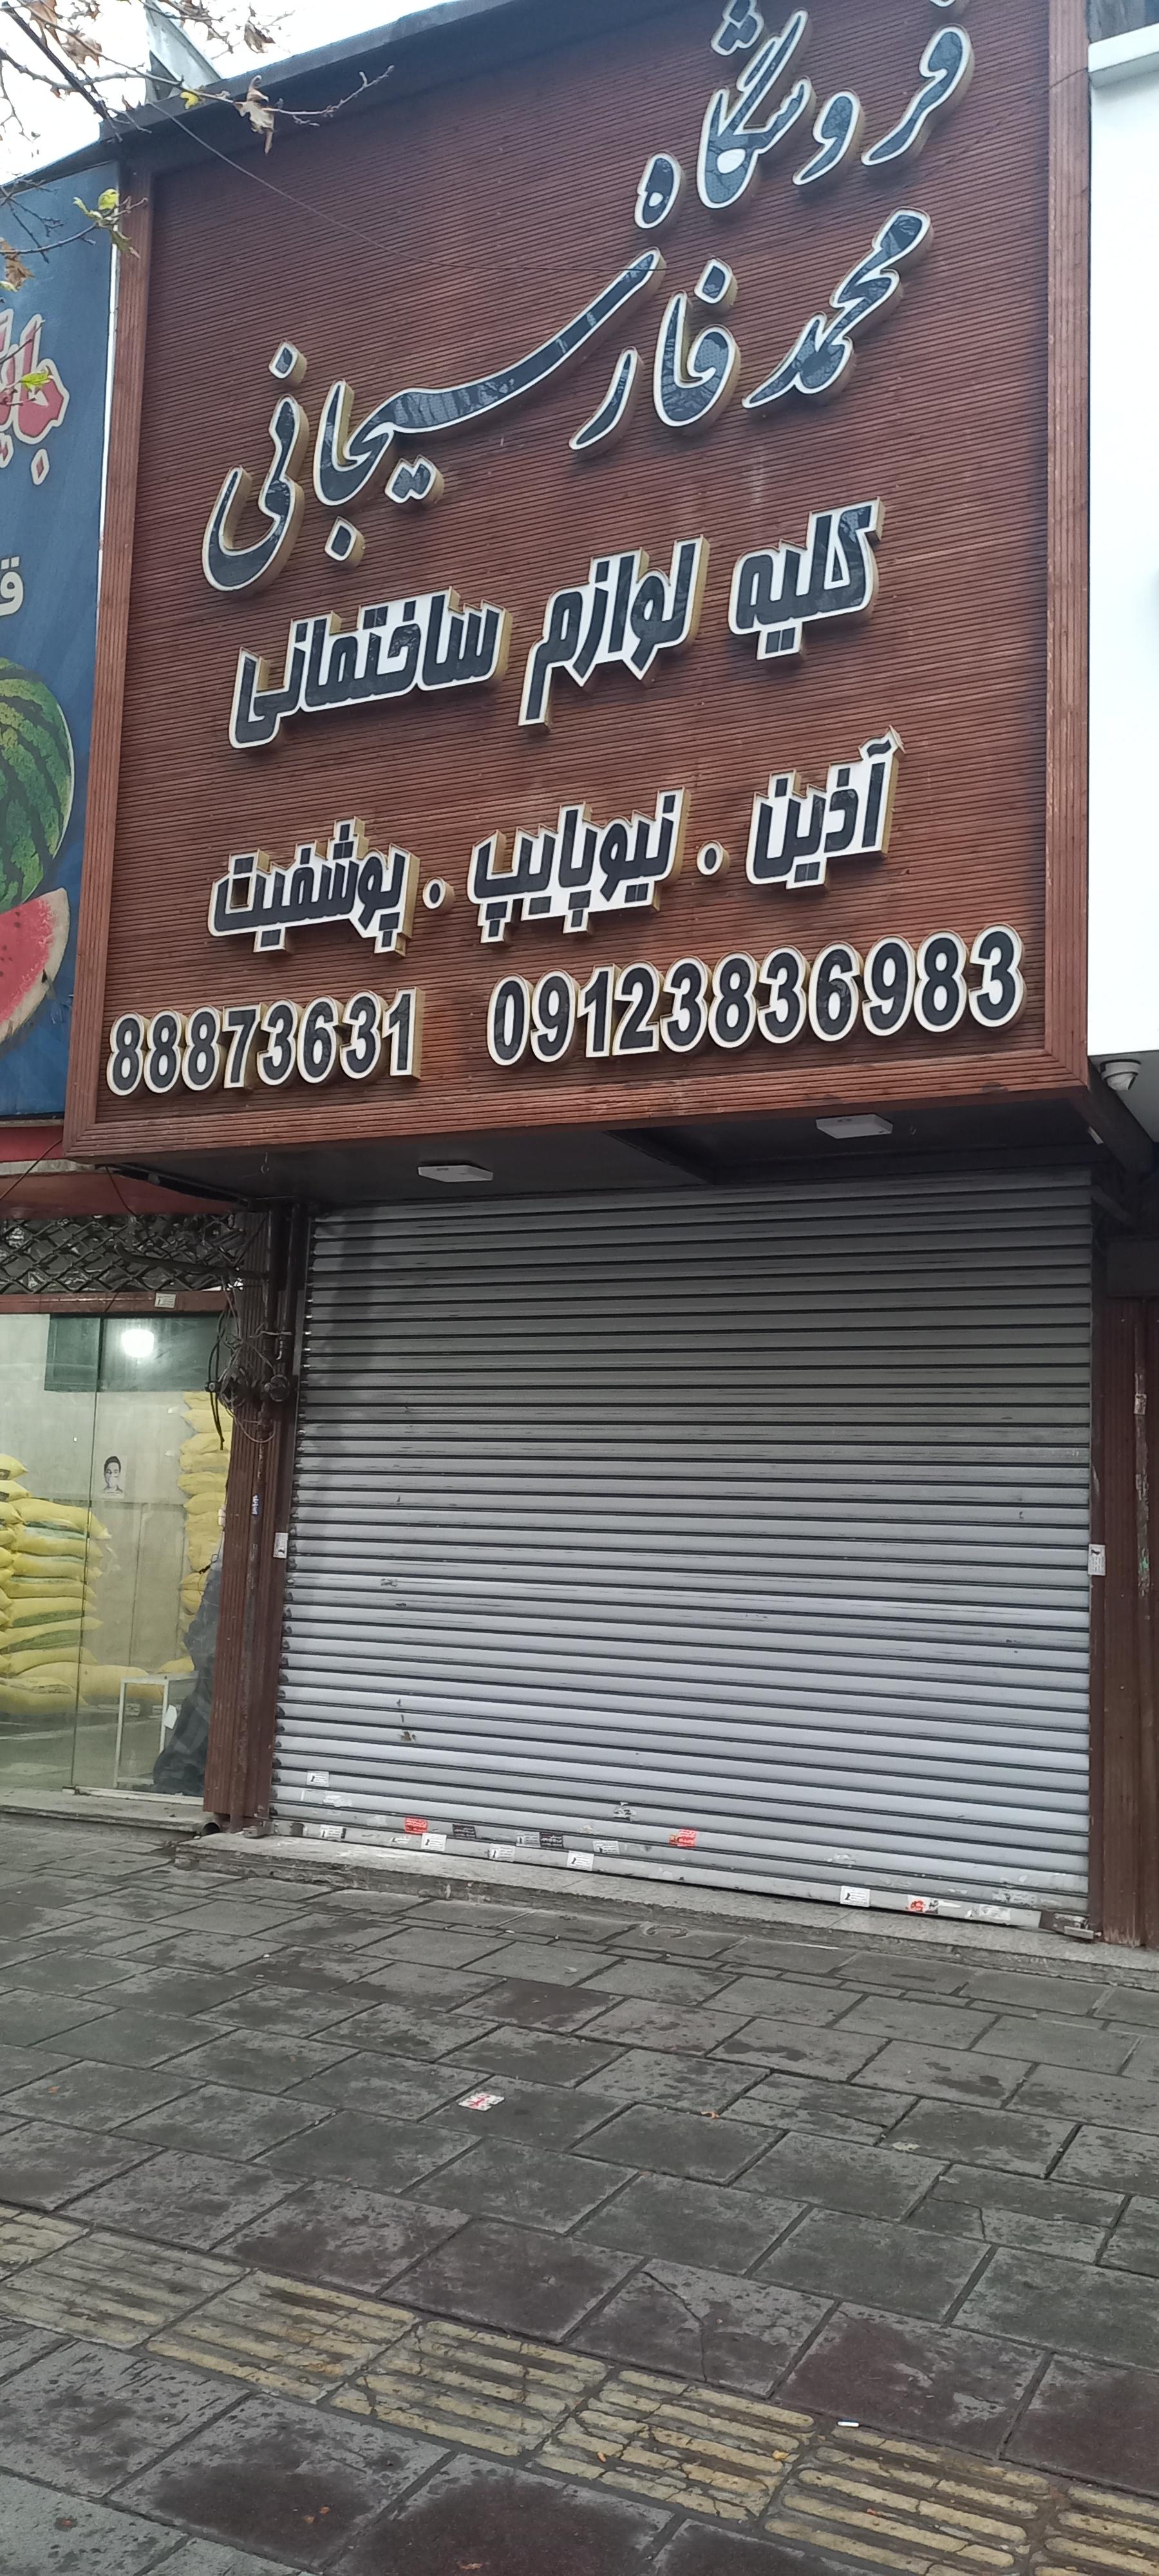 فروشگاه
محمد فارسیجانی
کلیه لوازم ساختمانی
آذین . نیوپایپ . پوشفیت
88873631 09123836983